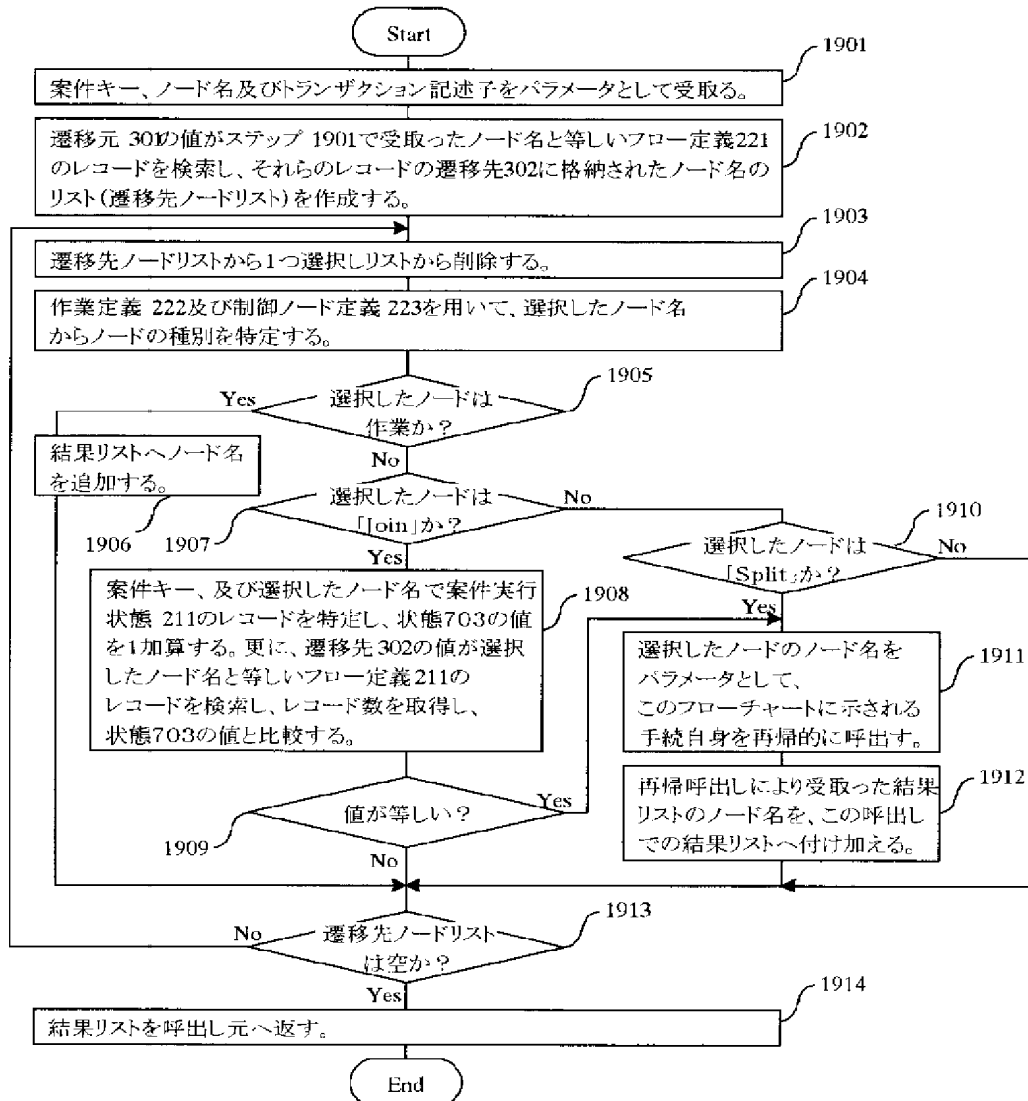 Start
1901
案件キー、ノード名及びトランザクション記述子をパラメータとして受取る。
1902
遷移元 301の値がステップ 1901で受取ったノード名と等しいフロー定義221
のレコードを検索し、それらのレコードの遷移先302に格納されたノード名の
リスト(遷移先ノードリスト)を作成する。
1903
遷移先ノードリストから1つ選択しリストから削除する。
1904
作業定義 222及び制御ノード定義 223を用いて、選択したノード名
からノードの種別を特定する。
1905
選択したノードは
作業か?
Yes
No
結果リストへノード名
を追加する。
1906
選択したノードは
「Join」か?
1907
No
Yes
1910
選択したノードは
「Split」か?
No
Yes
案件キー、及び選択したノード名で案件実行
状態 211のレコードを特定し、状態703の値
を1加算する。更に、遷移先302の値が選択
したノード名と等しいフロー定義211の
レコードを検索し、レコード数を取得し、
状態703の値と比較する。
1908
選択したノードのノード名を
パラメータとして、
このフローチャートに示される
手続自身を再帰的に呼出す。
1911
再帰呼出しにより受取った結果
リストのノード名を、この呼出し
での結果リストへ付け加える。
1912
値が等しい?
Yes
1909
No
1913
遷移先ノードリスト
は空か?
No
Yes
1914
結果リストを呼出し元へ返す。
End